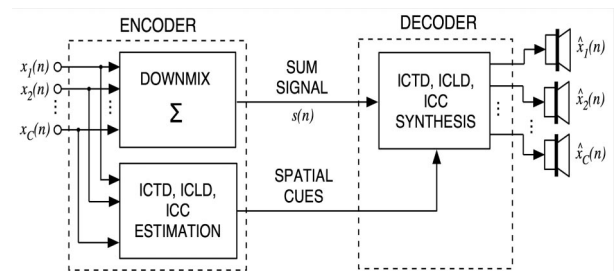 ENCODER
DECODER
x1(n)
x2(n)
xC(n)
DOWNMIX
Σ
SUM
SIGNAL
s(n)
ICTD, ICLD,
ICC
SYNTHESIS
x̂1(n)
x̂2(n)
x̂C(n)
ICTD, ICLD,
ICC
ESTIMATION
SPATIAL
CUES